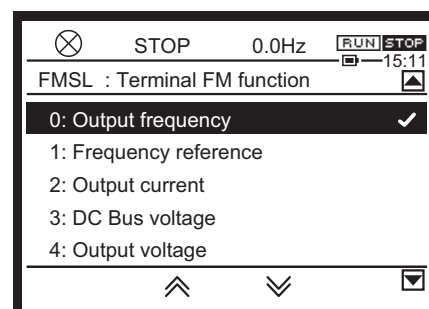 STOP 0.0Hz RUN STOP
15:11
FMSL : Terminal FM function
0: Output frequency
1: Frequency reference
2: Output current
3: DC Bus voltage
4: Output voltage